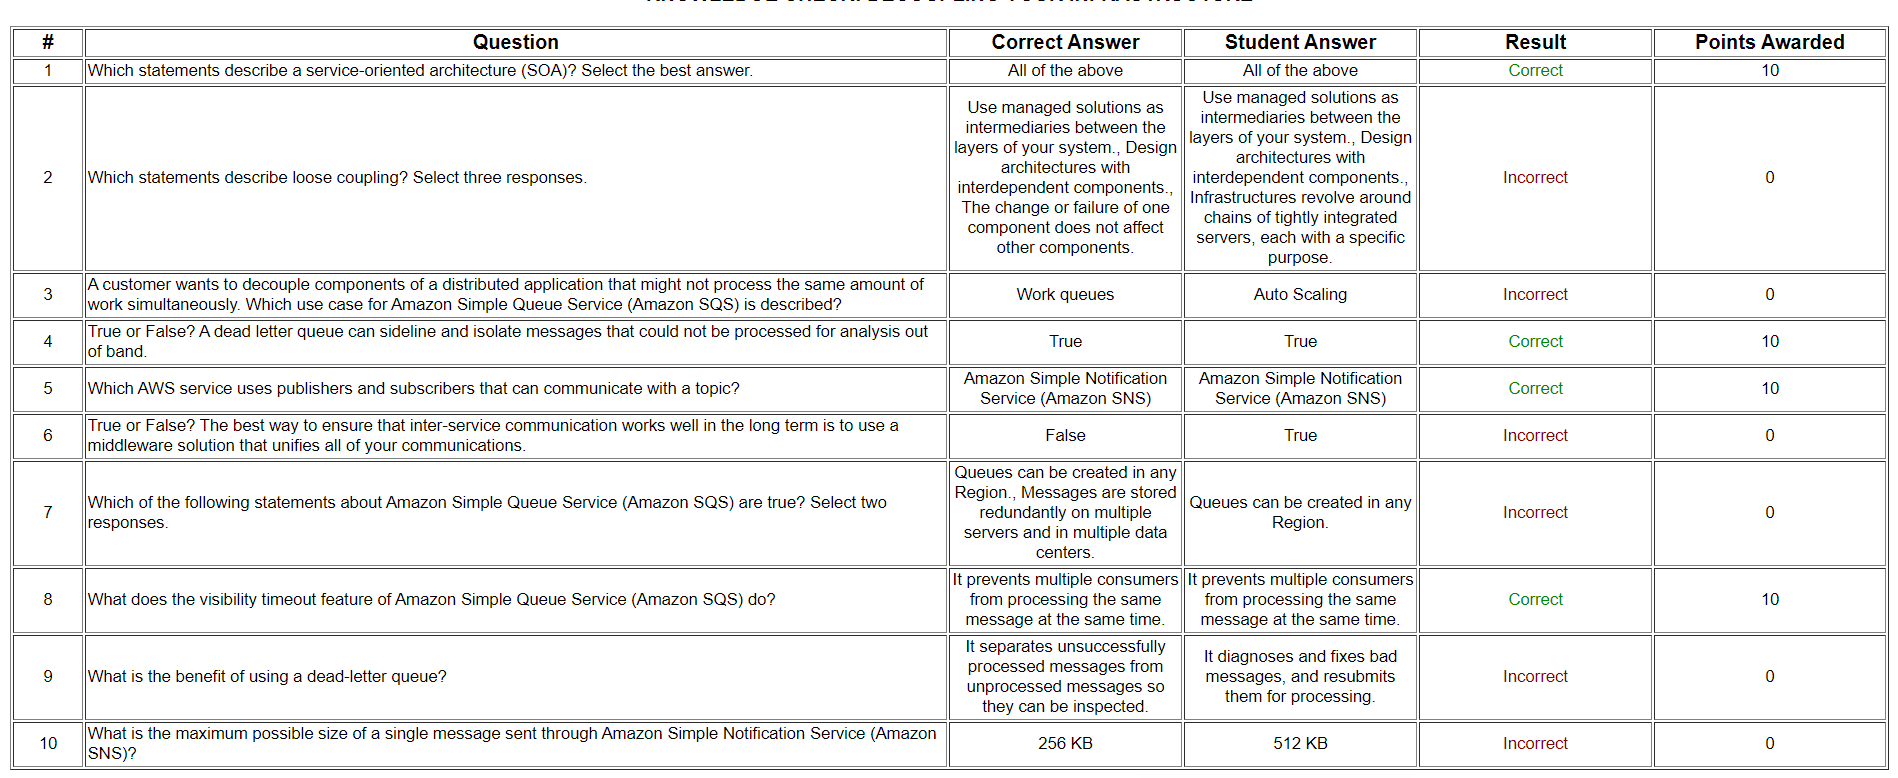 KNOWLEDGE CHECK: DECOUPLING YOUR INFRASTRUCTURE
# Question Correct Answer Student Answer Result Points Awarded
1 Which statements describe a service-oriented architecture (SOA)? Select the best answer. All of the above All of the above Correct 10
2
Which statements describe loose coupling? Select three responses.
Use managed solutions as
intermediaries between the
layers of your system., Design
architectures with
interdependent components.,
The change or failure of one
component does not affect
other components.
Use managed solutions as
intermediaries between the
layers of your system., Design
architectures with
interdependent components.,
Infrastructures revolve around
chains of tightly integrated
servers, each with a specific
purpose.
Incorrect
0
3
A customer wants to decouple components of a distributed application that might not process the same amount of
work simultaneously. Which use case for Amazon Simple Queue Service (Amazon SQS) is described?
Work queues
Auto Scaling
Incorrect
0
4
True or False? A dead letter queue can sideline and isolate messages that could not be processed for analysis out
of band.
True
True
Correct
10
5
Which AWS service uses publishers and subscribers that can communicate with a topic?
Amazon Simple Notification
Service (Amazon SNS)
Amazon Simple Notification
Service (Amazon SNS)
Correct
10
6
True or False? The best way to ensure that inter-service communication works well in the long term is to use a
middleware solution that unifies all of your communications.
False
True
Incorrect
0
7
Which of the following statements about Amazon Simple Queue Service (Amazon SQS) are true? Select two
responses.
Queues can be created in any
Region., Messages are stored
redundantly on multiple
servers and in multiple data
centers.
Queues can be created in any
Region.
Incorrect
0
8
What does the visibility timeout feature of Amazon Simple Queue Service (Amazon SQS) do?
It prevents multiple consumers
from processing the same
message at the same time.
It prevents multiple consumers
from processing the same
message at the same time.
Correct
10
9
What is the benefit of using a dead-letter queue?
It separates unsuccessfully
processed messages from
unprocessed messages so
they can be inspected.
It diagnoses and fixes bad
messages, and resubmits
them for processing.
Incorrect
0
10
What is the maximum possible size of a single message sent through Amazon Simple Notification Service (Amazon
SNS)?
256 KB
512 KB
Incorrect
0